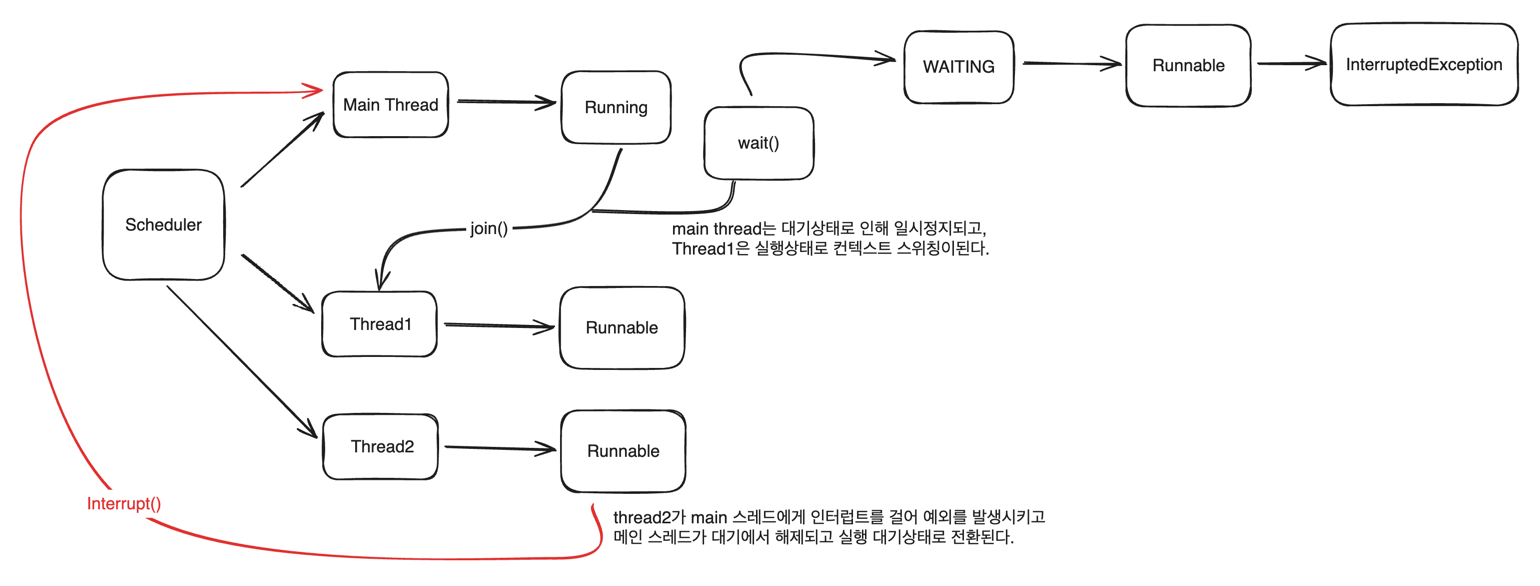 WAITING
Runnable
InterruptedException
Main Thread
Running
wait()
Scheduler
join()
main thread는 대기상태로 인해 일시정지되고,
Thread1은 실행상태로 컨텍스트 스위칭이된다.
Thread1
Runnable
Thread2
Runnable
Interrupt()
thread2가 main 스레드에게 인터럽트를 걸어 예외를 발생시키고
메인 스레드가 대기에서 해제되고 실행 대기상태로 전환된다.